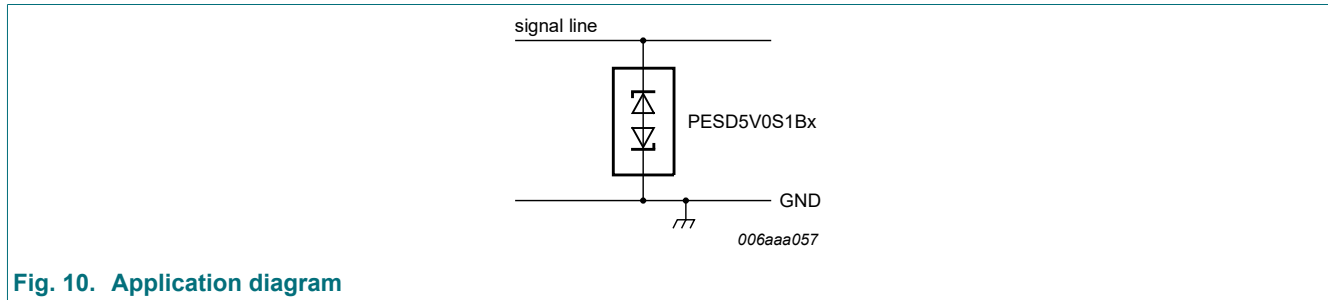 signal line
PESD5V0S1Bx
GND
006aaa057
Fig. 10. Application diagram